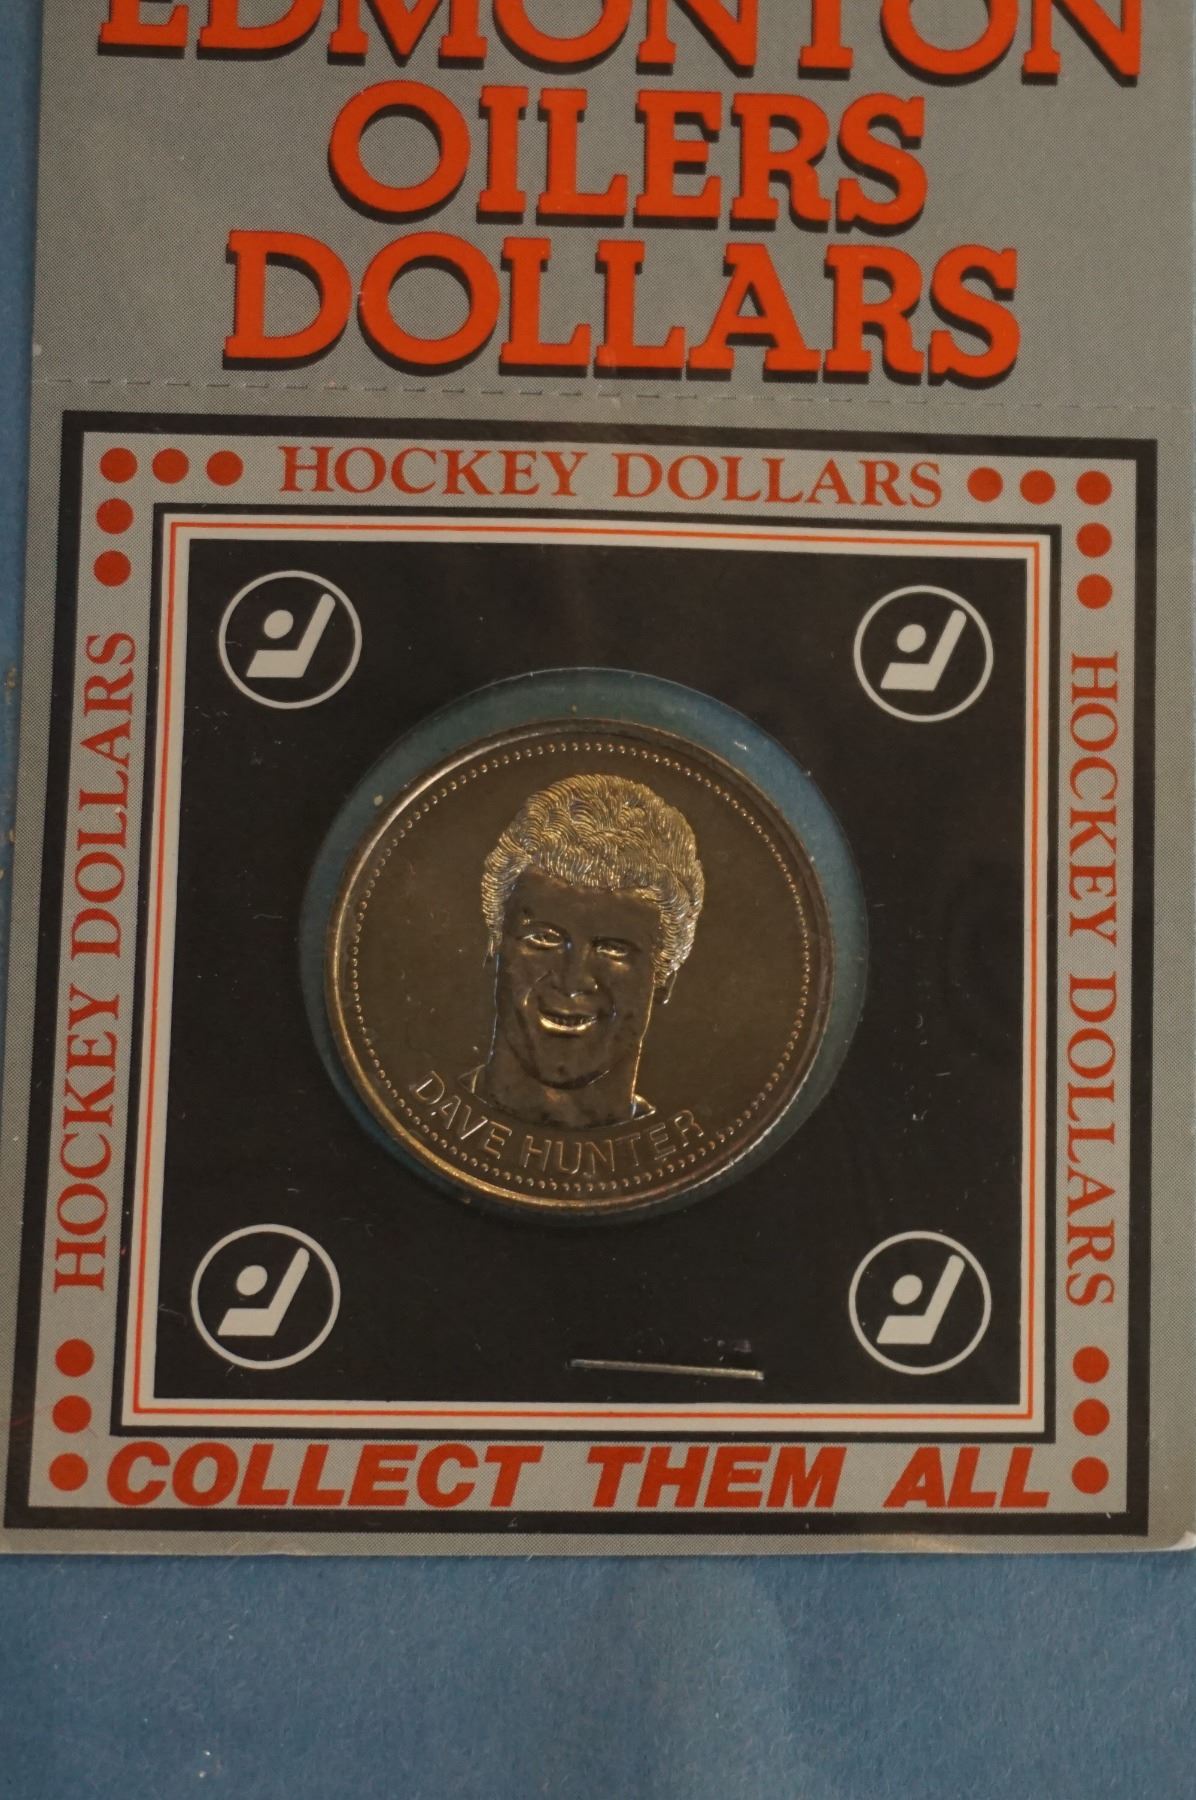 EDMONTON
OILERS
DOLLARS
HOCKEY DOLLARS
HOCKEY DOLLARS
HOCKEY DOLLARS
DAVE HUNTER
COLLECT THEM ALL